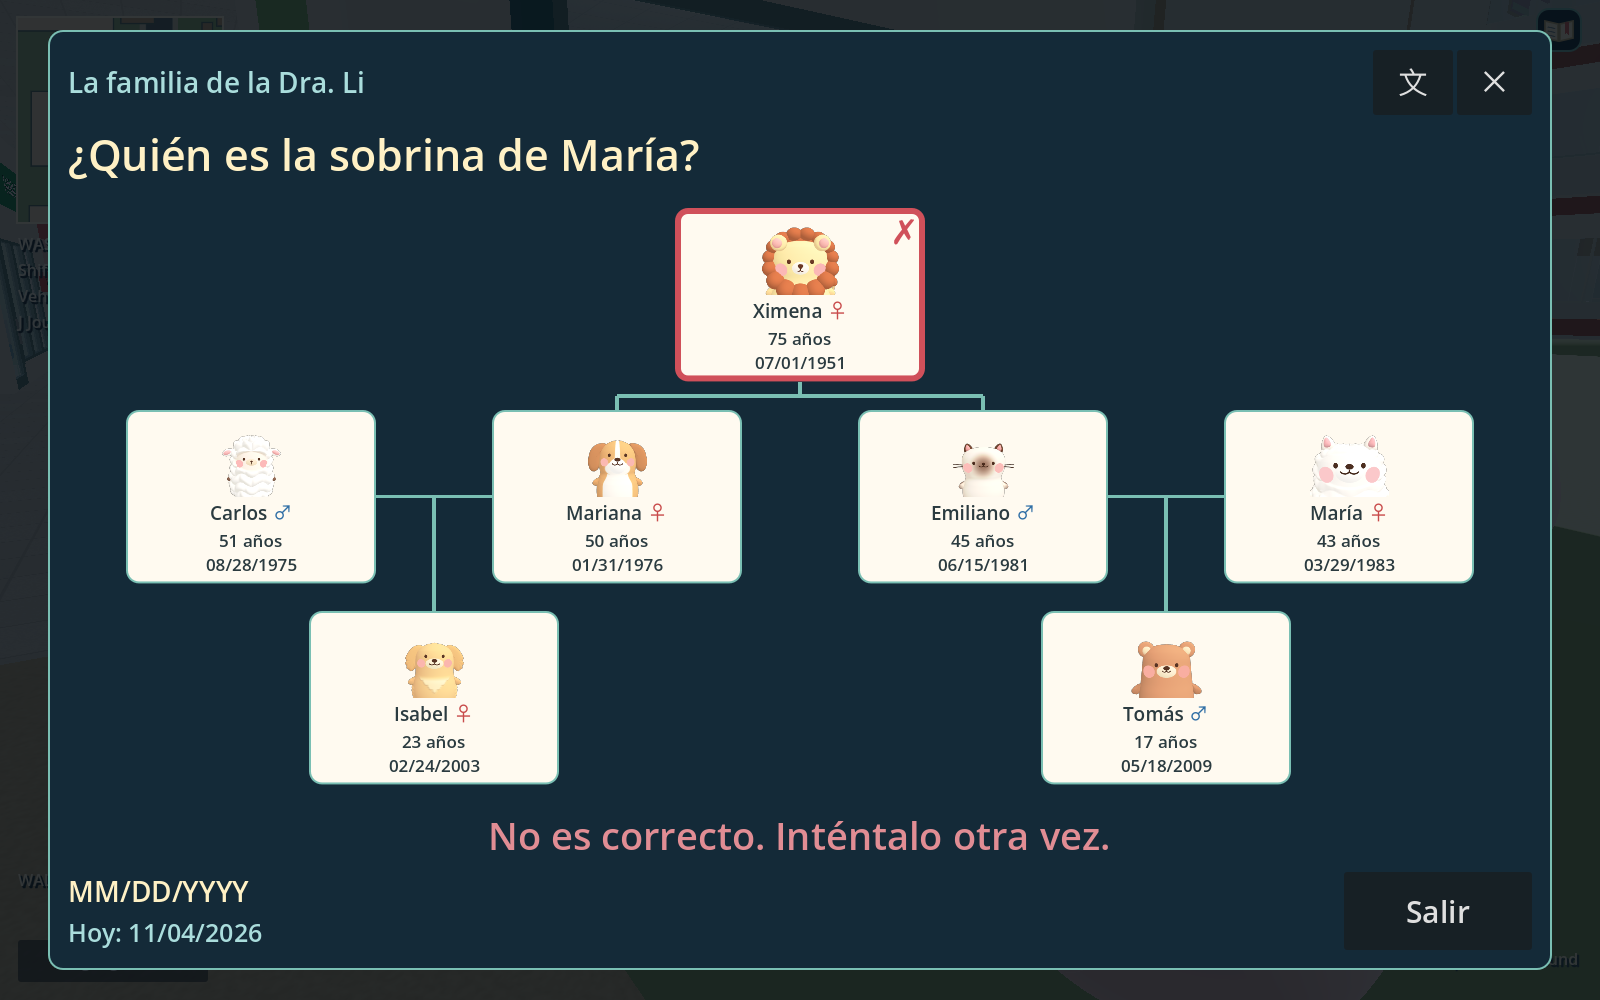 La familia de la Dra. Li
文
¿Quién es la sobrina de María?
Ximena ♀
75 años
07/01/1951
Carlos ♂
51 años
08/28/1975
Mariana ♀
50 años
01/31/1976
Emiliano ♂
45 años
06/15/1981
María ♀
43 años
03/29/1983
Isabel ♀
23 años
02/24/2003
Tomás ♂
17 años
05/18/2009
No es correcto. Inténtalo otra vez.
MM/DD/YYYY
Hoy: 11/04/2026
Salir